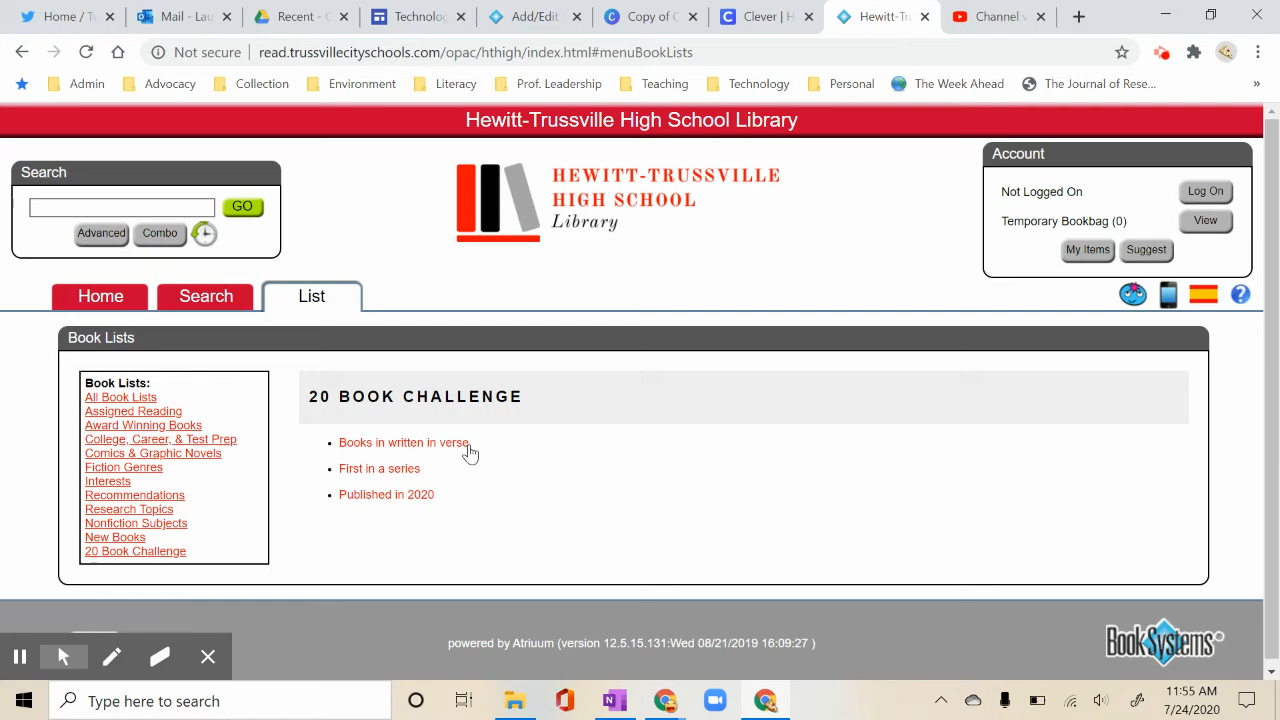 Home / T
Mail - Lau
Recent - G
Technolog
Add/Edit
Copy of C
Clever | H
Hewitt-Tru
Channel v
Not secure | read.trussvillecityschools.com/opac/hthigh/index.html#menuBookLists
Admin Advocacy Collection Environment Literacy Prof. Leadership Teaching Technology Personal The Week Ahead The Journal of Rese... »
Hewitt-Trussville High School Library
Search
GO
Advanced Combo
HEWITT-TRUSSVILLE
HIGH SCHOOL
Library
Account
Not Logged On Log On
Temporary Bookbag (0) View
My Items Suggest
Home Search List
Book Lists
Book Lists:
All Book Lists
Assigned Reading
Award Winning Books
College, Career, & Test Prep
Comics & Graphic Novels
Fiction Genres
Interests
Recommendations
Research Topics
Nonfiction Subjects
New Books
20 Book Challenge
20 BOOK CHALLENGE
• Books in written in verse
• First in a series
• Published in 2020
powered by Atriuum (version 12.5.15.131:Wed 08/21/2019 16:09:27 )
BookSystems
Type here to search
11:55 AM
7/24/2020